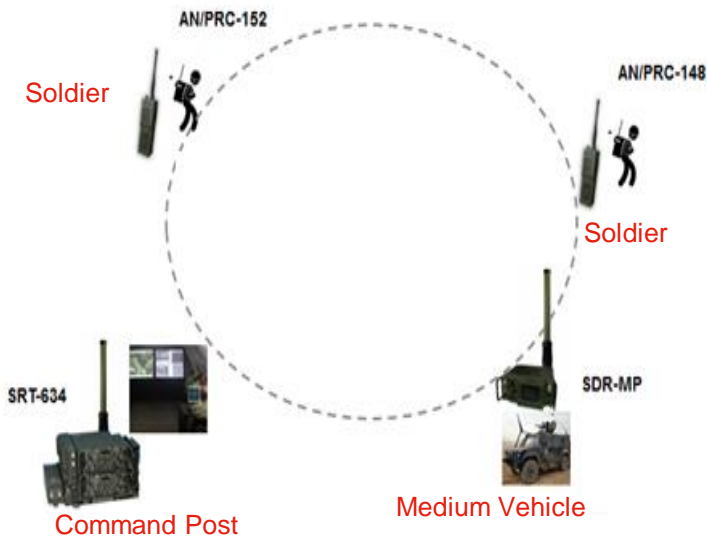 AN/PRC-152
Soldier
AN/PRC-148
Soldier
SRT-634
SDR-MP
Command Post
Medium Vehicle